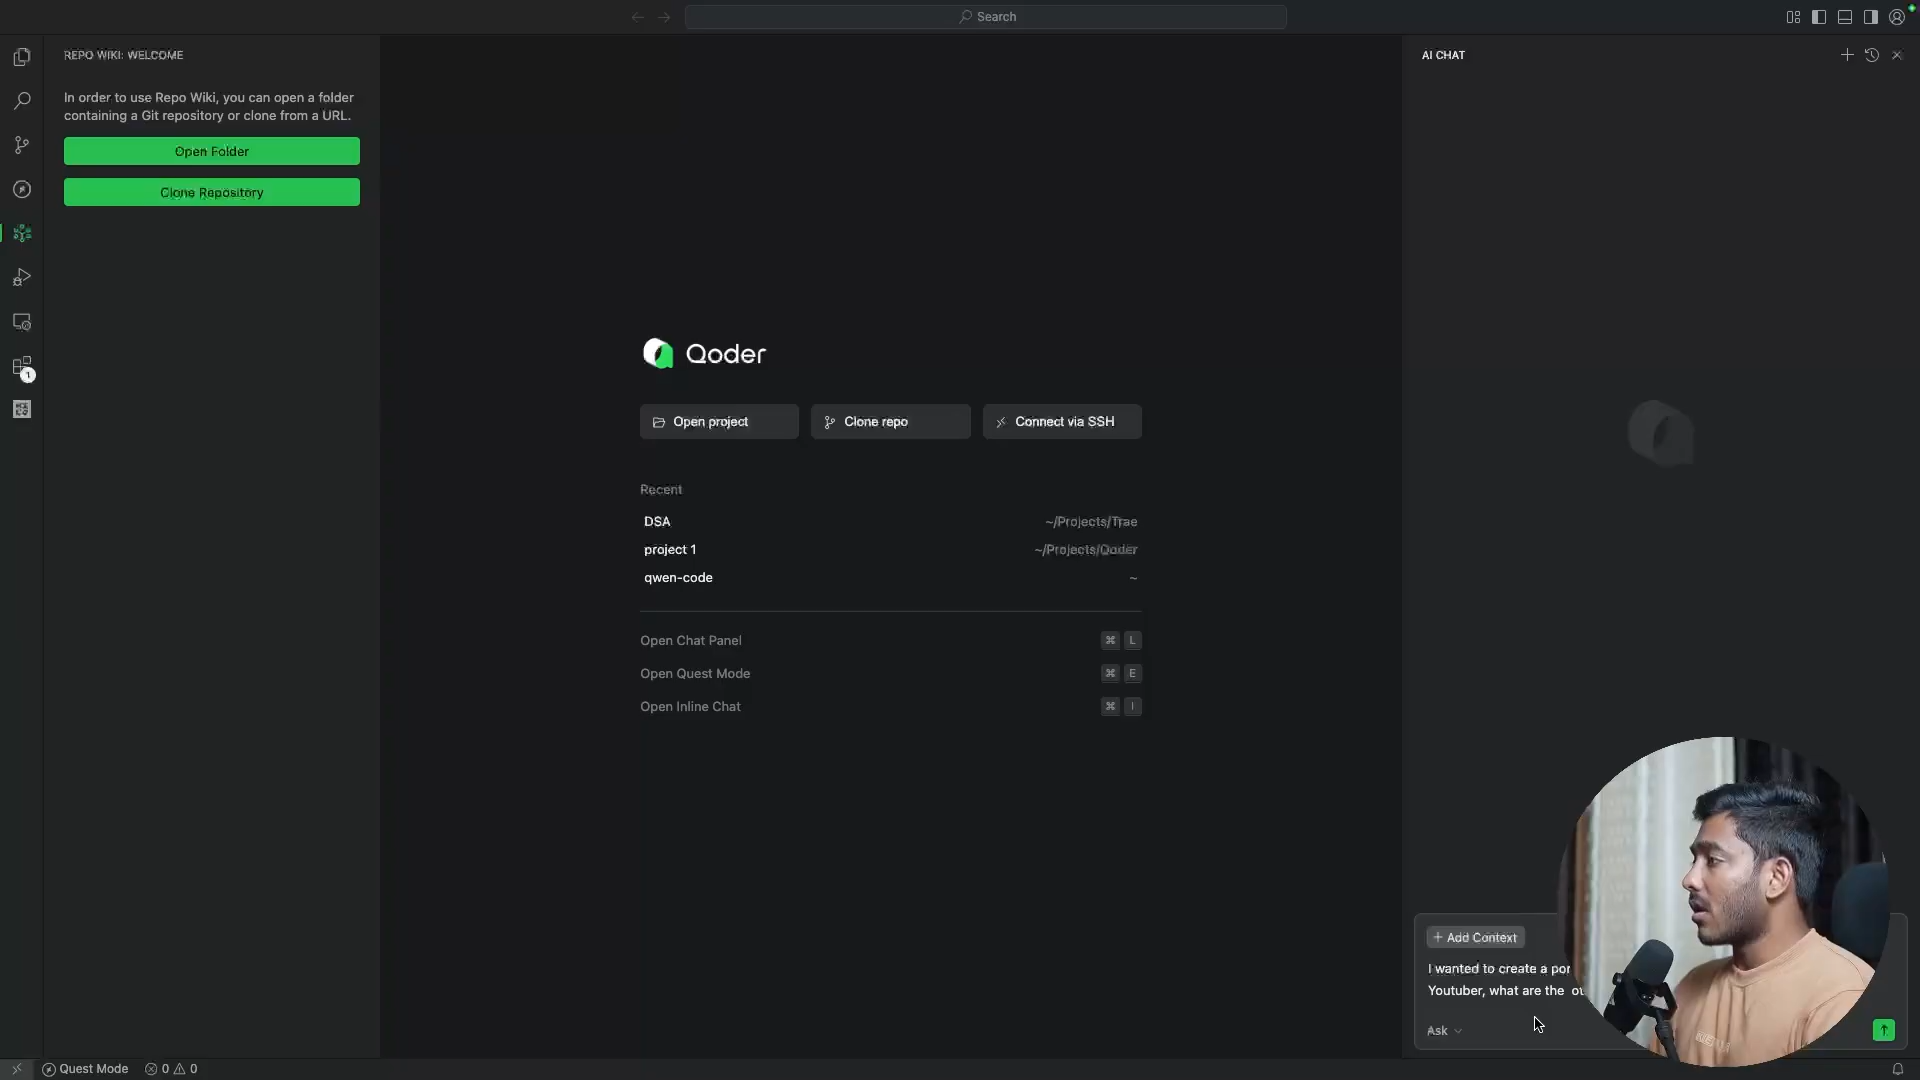 Search
REPO WIKI: WELCOME
In order to use Repo Wiki, you can open a folder
containing a Git repository or clone from a URL.
Open Folder
Clone Repository
1
AI CHAT
Qoder
Open project
Clone repo
Connect via SSH
Recent
DSA ~/Projects/Trae
project 1 ~/Projects/Qoder
qwen-code ~
Open Chat Panel ⌘ L
Open Quest Mode ⌘ E
Open Inline Chat ⌘ I
+ Add Context
I wanted to create a
Youtuber, what are the
Ask
Quest Mode 0 0